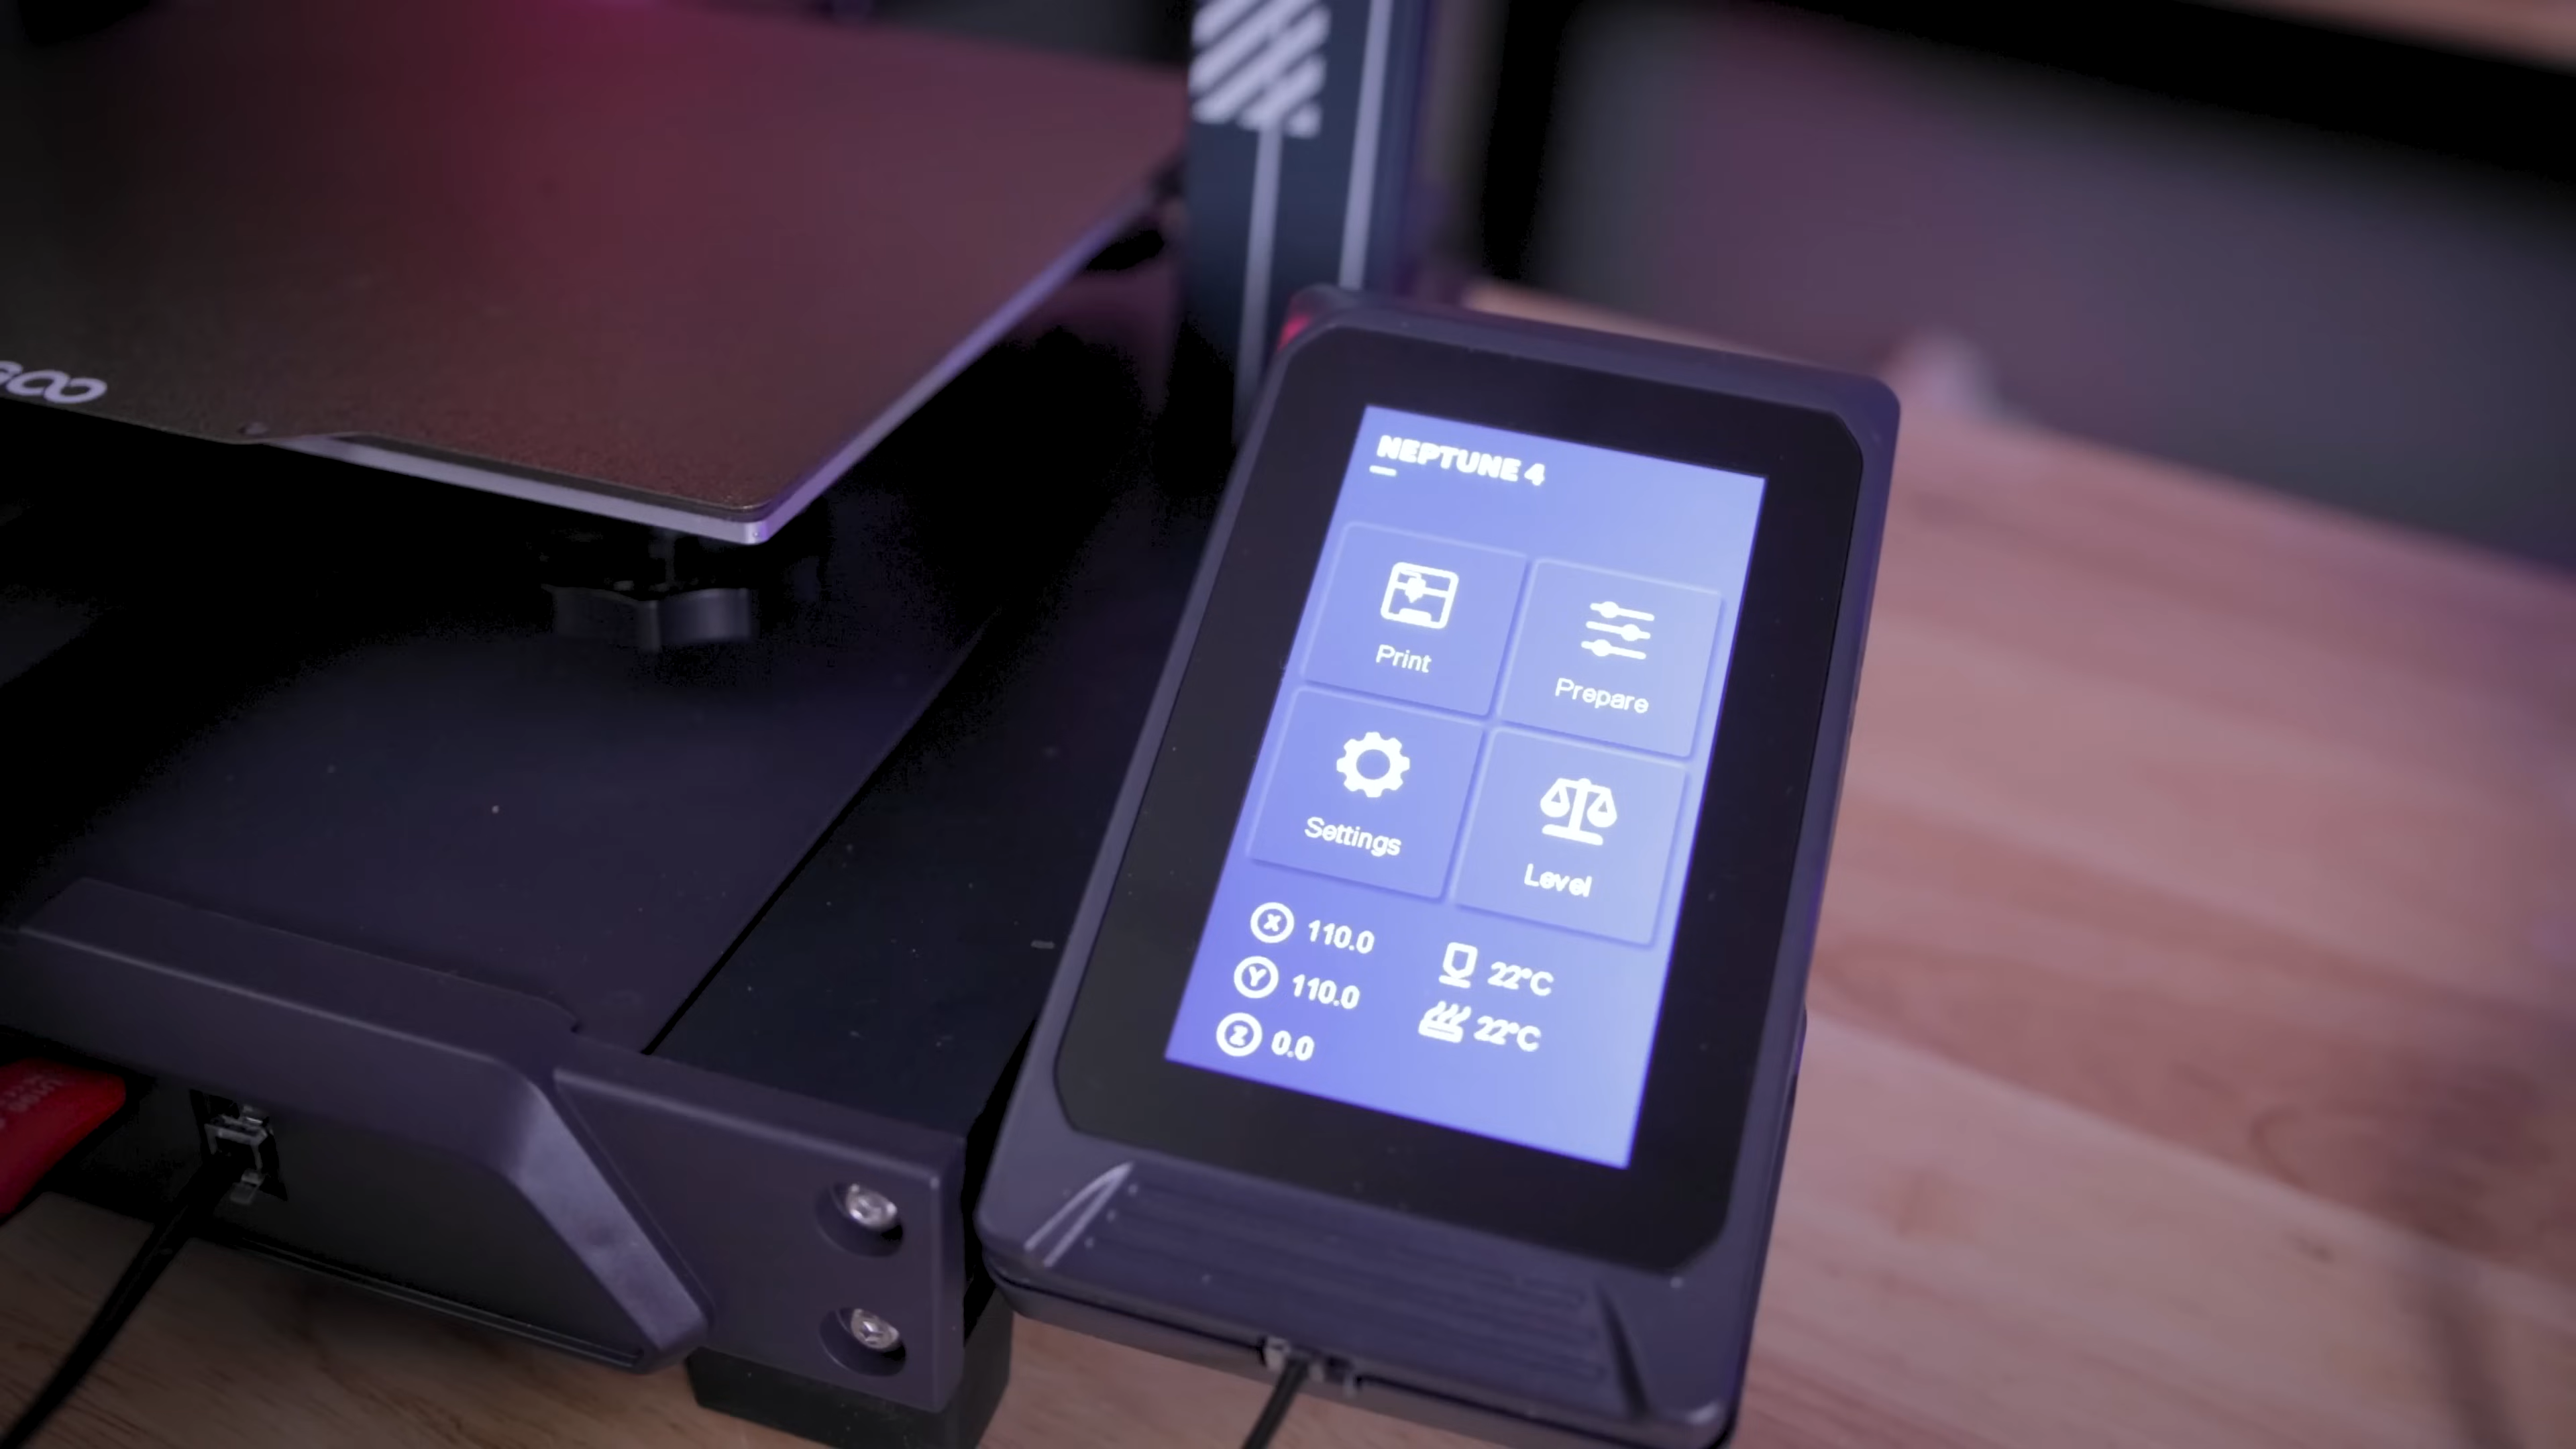 NEPTUNE 4
Print
Prepare
Settings
Level
X 110.0
22°C
Y 110.0
22°C
Z 0.0